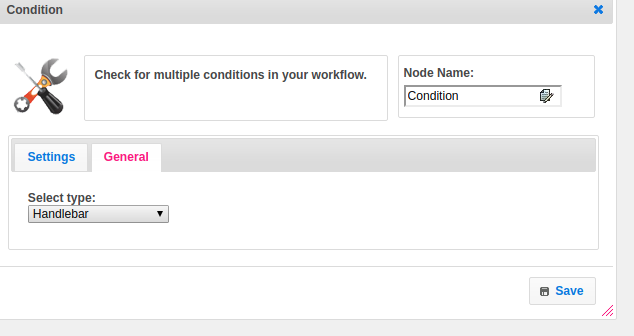 Condition
Check for multiple conditions in your workflow.
Node Name:
Condition
Settings
General
Select type:
Handlebar
Save